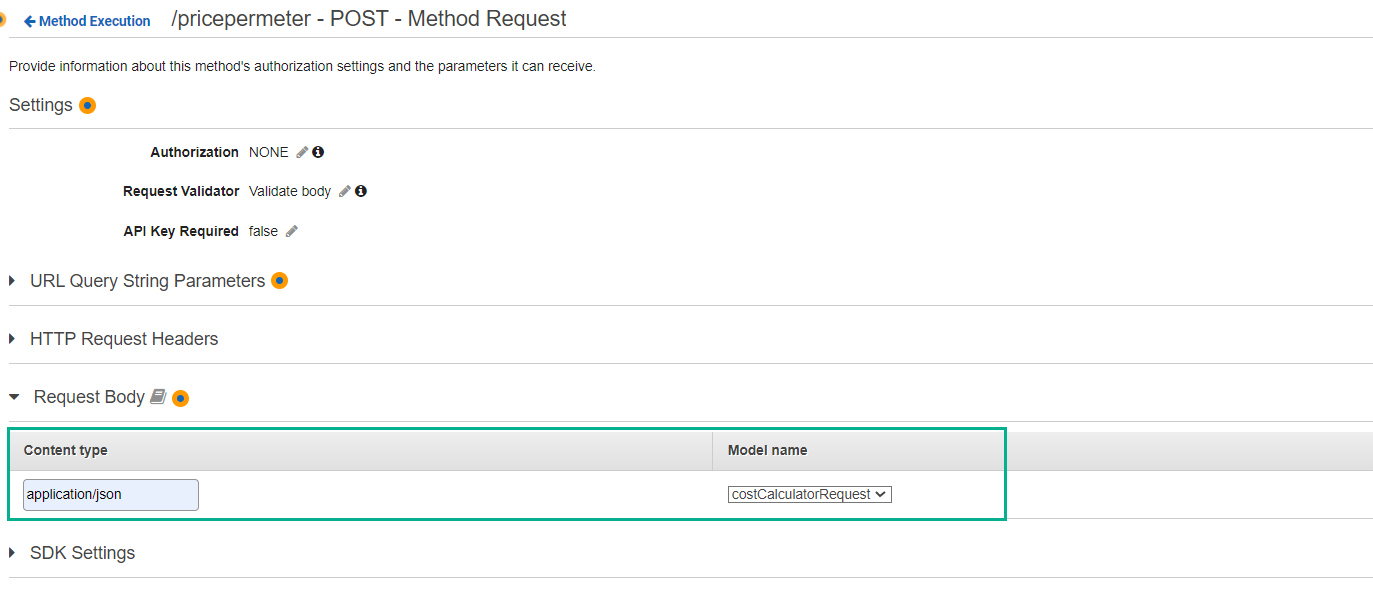 Method Execution /pricepermeter - POST - Method Request
Provide information about this method's authorization settings and the parameters it can receive.
Settings
Authorization NONE
Request Validator Validate body
API Key Required false
URL Query String Parameters
HTTP Request Headers
Request Body
Content type Model name
application/json costCalculatorRequest
SDK Settings